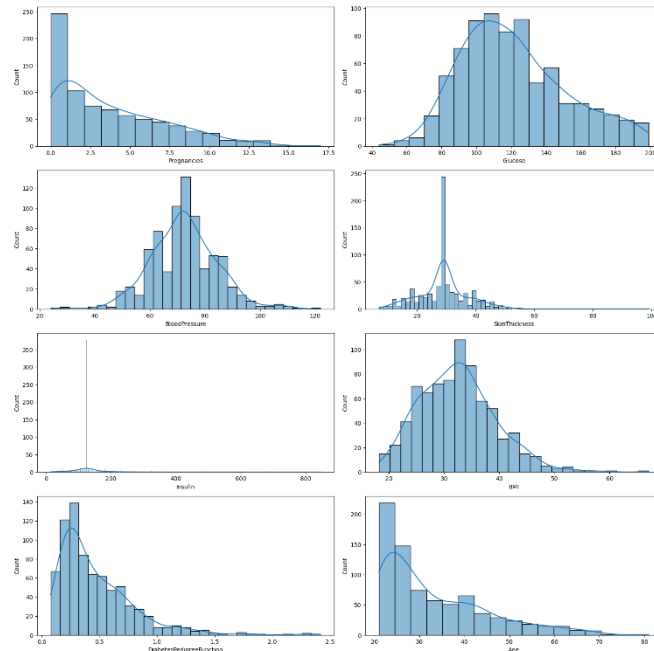 250
200
150
100
50
0
Count
0.0 2.5 5.0 7.5 10.0 12.5 15.0 17.5
Pregnancies
100
80
60
40
20
0
Count
40 60 80 100 120 140 160 180 200
Glucose
120
100
80
60
40
20
0
Count
20 40 60 80 100 120
BloodPressure
250
200
150
100
50
0
Count
20 40 60 80 100
SkinThickness
350
300
250
200
150
100
50
0
Count
0 200 400 600 800
Insulin
100
80
60
40
20
0
Count
20 30 40 50 60
BMI
140
120
100
80
60
40
20
0
Count
0.0 0.5 1.0 1.5 2.0 2.5
DiabetesPedigreeFunction
200
150
100
50
0
Count
20 30 40 50 60 70 80
Age